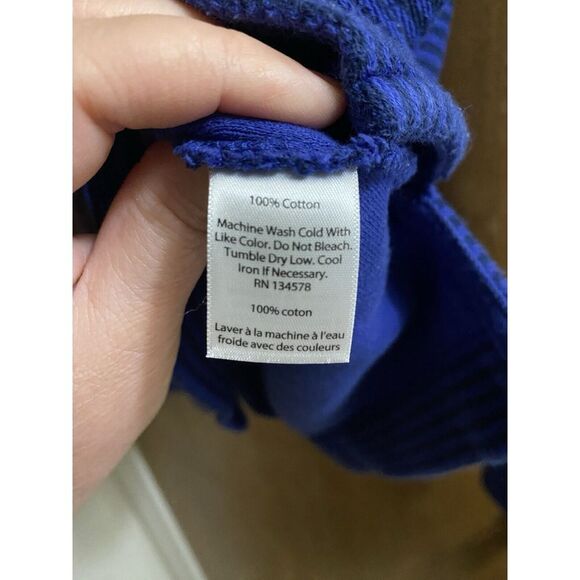 100% Cotton
Machine Wash Cold With
Like Color. Do Not Bleach.
Tumble Dry Low. Cool
Iron If Necessary.
RN 134578
100% coton
Laver à la machine à l'eau
froide avec des couleurs